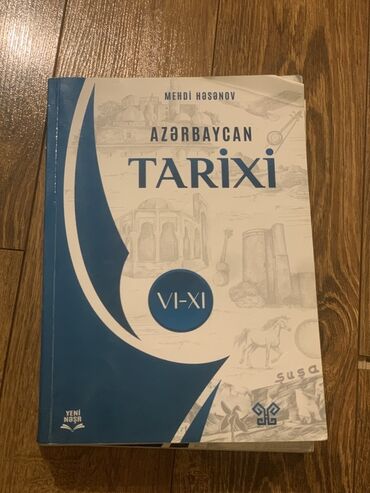 MEHDİ HƏSƏNOV
AZƏRBAYCAN
TARİXİ
VI-XI
şuşa
YENİ
NƏŞR